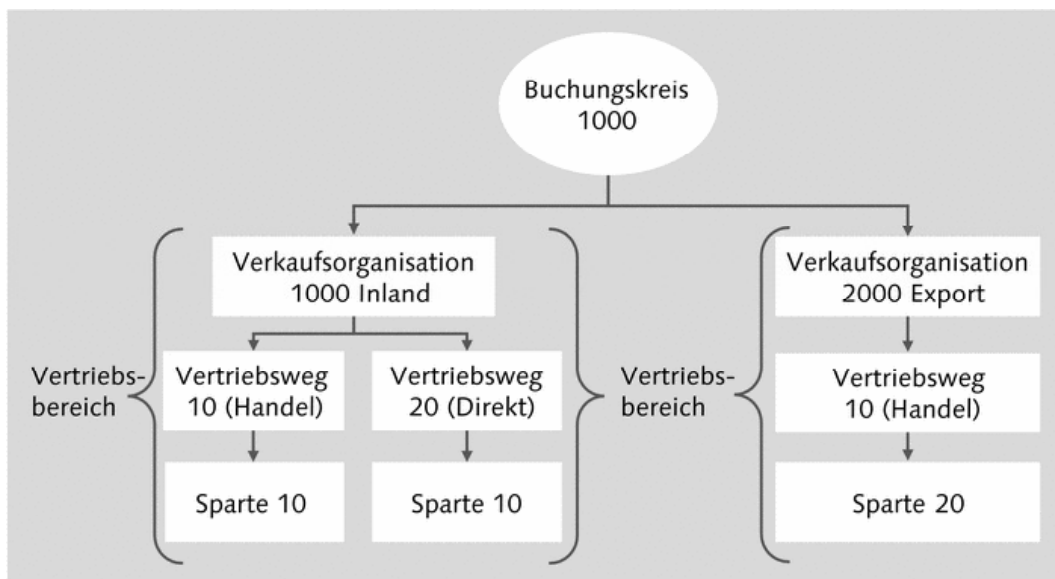 Buchungskreis
1000
Verkaufsorganisation
1000 Inland
Verkaufsorganisation
2000 Export
Vertriebs-
bereich
Vertriebsweg
10 (Handel)
Vertriebsweg
20 (Direkt)
Vertriebs-
bereich
Vertriebsweg
10 (Handel)
Sparte 10
Sparte 10
Sparte 20